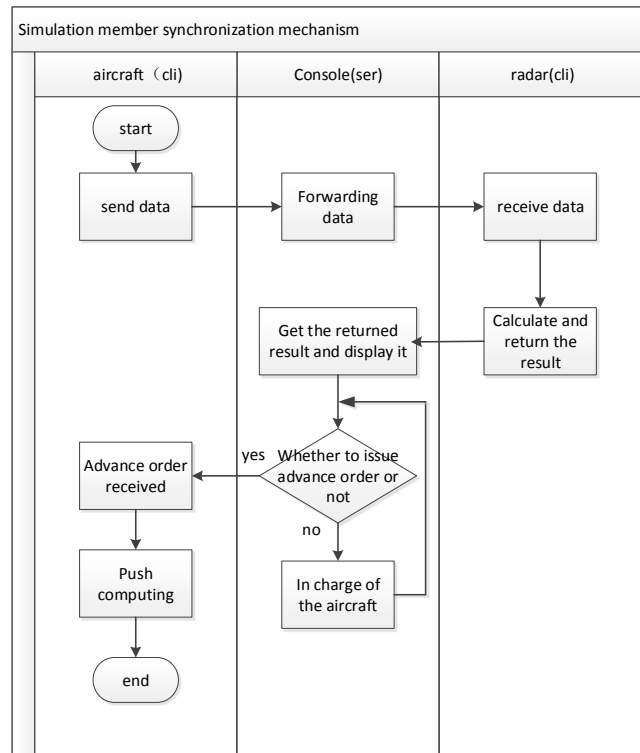 Simulation member synchronization mechanism
aircraft（cli）
Console(ser)
radar(cli)
start
send data
Forwarding
data
receive data
Calculate and
return the
result
Get the returned
result and display it
Whether to issue
advance order or
not
yes
no
Advance order
received
In charge of
the aircraft
Push
computing
end